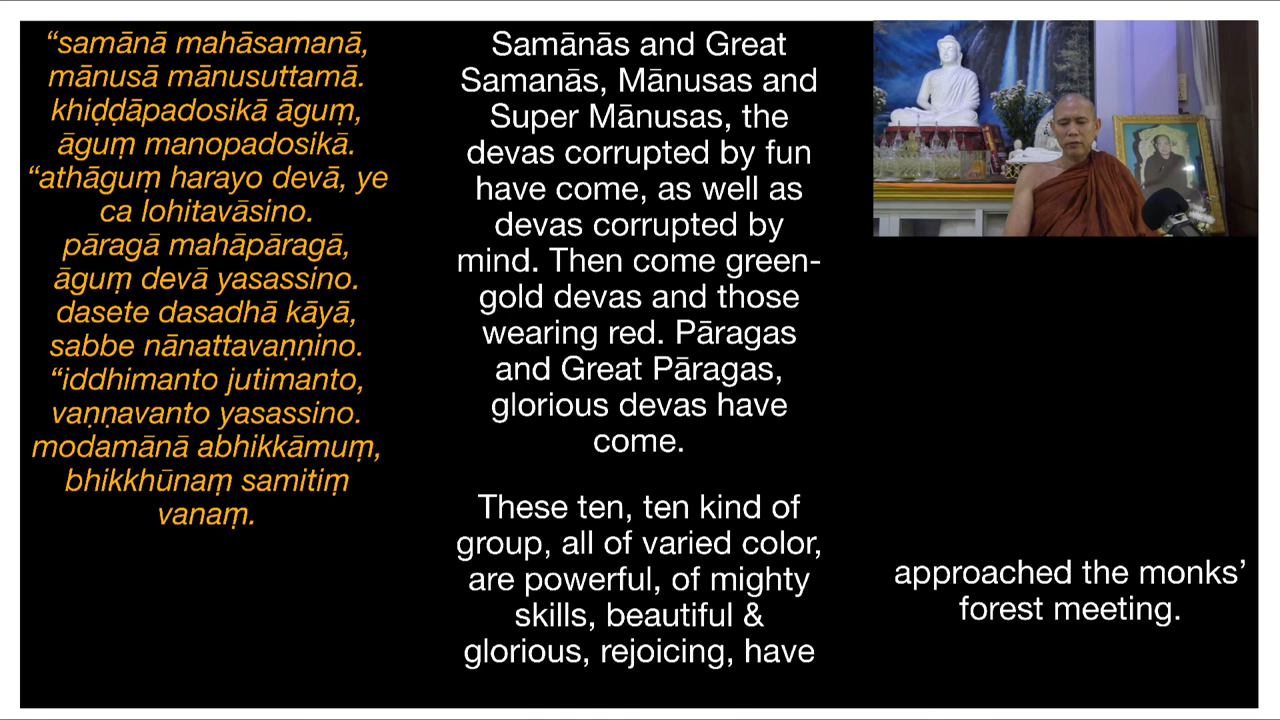 “samānā mahāsamanā,
mānusā mānusuttamā.
khiḍḍāpadosikā āguṃ,
āguṃ manopadosikā.
“athāguṃ harayo devā, ye
ca lohitavāsino.
pāragā mahāpāragā,
āguṃ devā yasassino.
dasete dasadhā kāyā,
sabbe nānattavaṇṇino.
“iddhimanto jutimanto,
vaṇṇavanto yasassino.
modamānā abhikkāmuṃ,
bhikkhūnaṃ samitiṃ
vanaṃ.
Samānās and Great
Samanās, Mānusas and
Super Mānusas, the
devas corrupted by fun
have come, as well as
devas corrupted by
mind. Then come green-
gold devas and those
wearing red. Pāragas
and Great Pāragas,
glorious devas have
come.
These ten, ten kind of
group, all of varied color,
are powerful, of mighty
skills, beautiful &
glorious, rejoicing, have
approached the monks’
forest meeting.